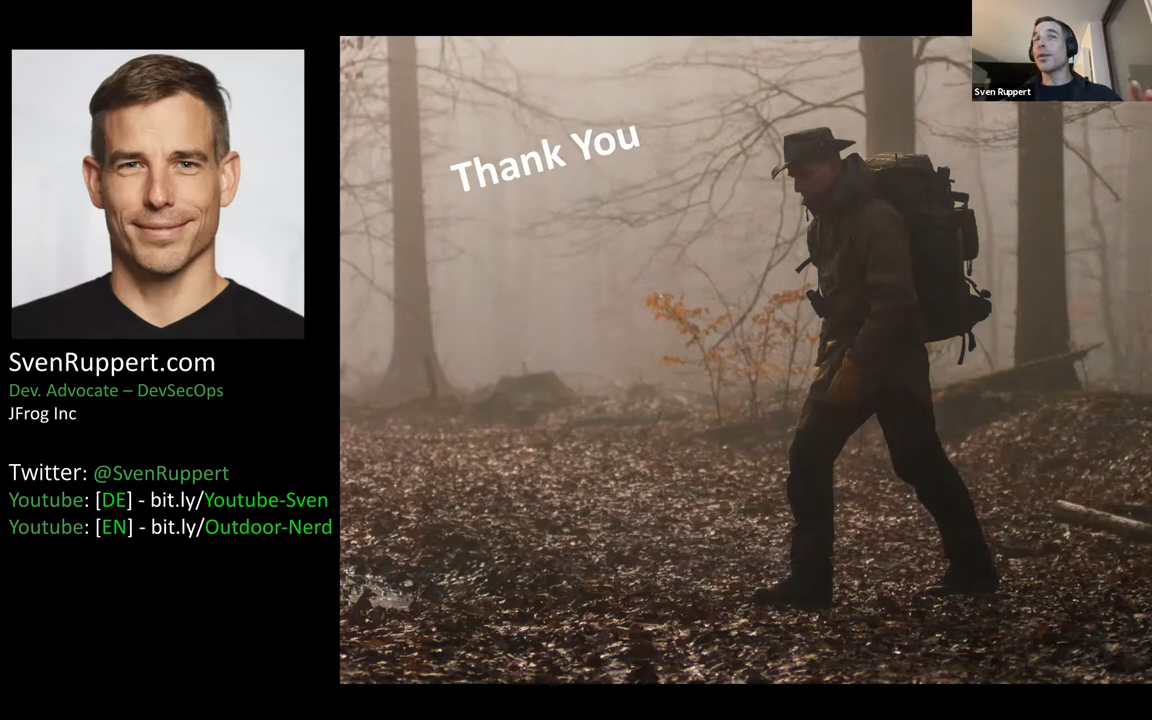 Thank You
Sven Ruppert
SvenRuppert.com
Dev. Advocate – DevSecOps
JFrog Inc
Twitter: @SvenRuppert
Youtube: [DE] - bit.ly/Youtube-Sven
Youtube: [EN] - bit.ly/Outdoor-Nerd